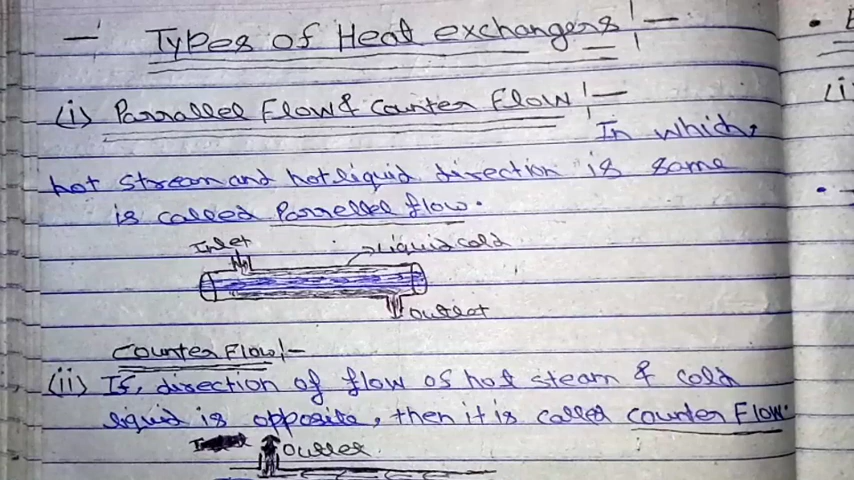 Types of Heat exchangers:-
(i) Parrallel Flow & Counter Flow:-
In which,
hot stream and hot liquid direction is same
is called Parrellel flow.
Inlet
Liquid cold
Outlet
Counter Flow:-
(ii) If, direction of flow of hot steam & cold
liquid is opposite, then it is called counter Flow.
Outlet
(i)